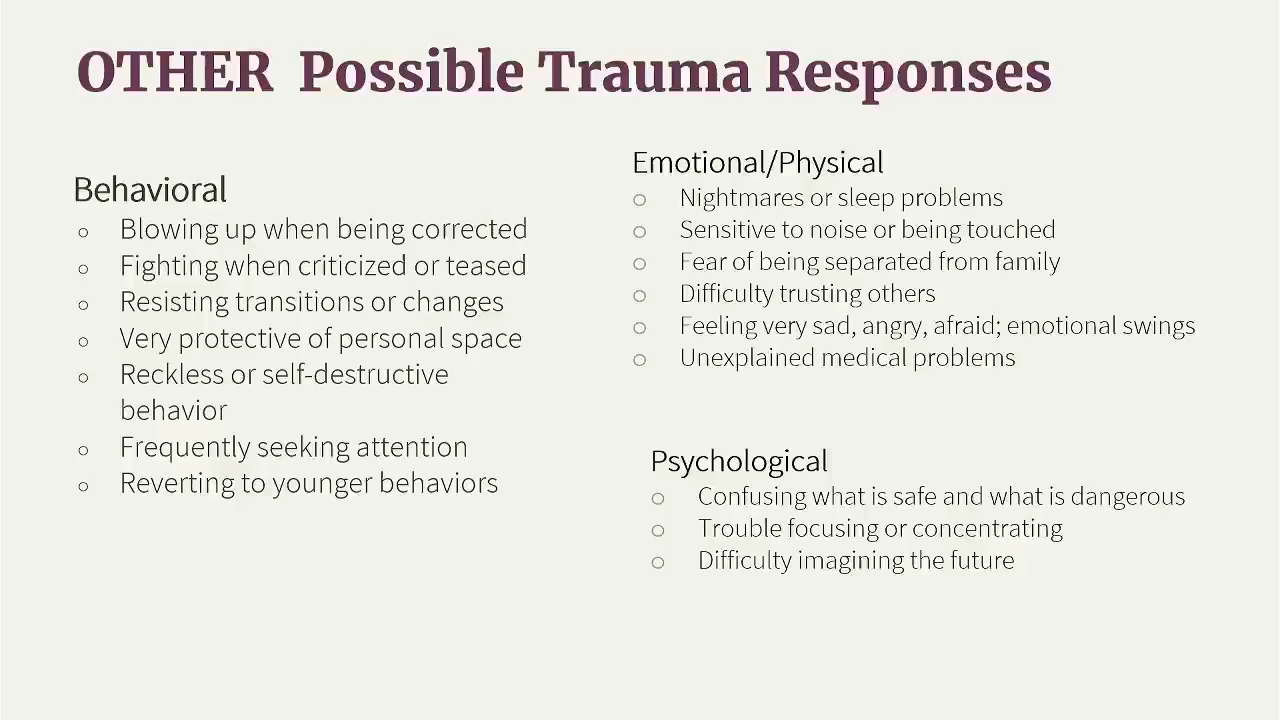 OTHER  Possible Trauma Responses
Behavioral
○ Blowing up when being corrected
○ Fighting when criticized or teased
○ Resisting transitions or changes
○ Very protective of personal space
○ Reckless or self-destructive
behavior
○ Frequently seeking attention
○ Reverting to younger behaviors
Emotional/Physical
○ Nightmares or sleep problems
○ Sensitive to noise or being touched
○ Fear of being separated from family
○ Difficulty trusting others
○ Feeling very sad, angry, afraid; emotional swings
○ Unexplained medical problems
Psychological
○ Confusing what is safe and what is dangerous
○ Trouble focusing or concentrating
○ Difficulty imagining the future